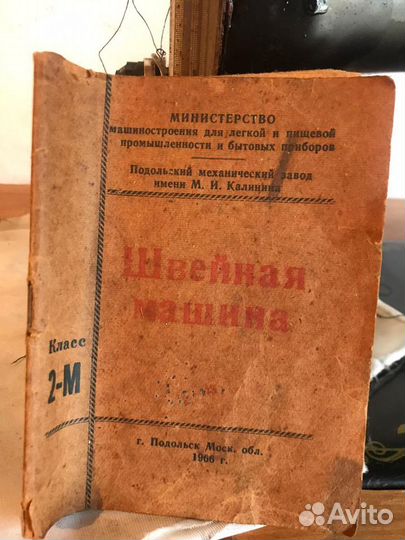 МИНИСТЕРСТВО
машиностроения для легкой и пищевой
промышленности и бытовых приборов
Подольский механический завод
имени М. И. Калинина
Швейная
машина
Класс
2-М
г. Подольск Моск. обл.
1966 г.
Avito